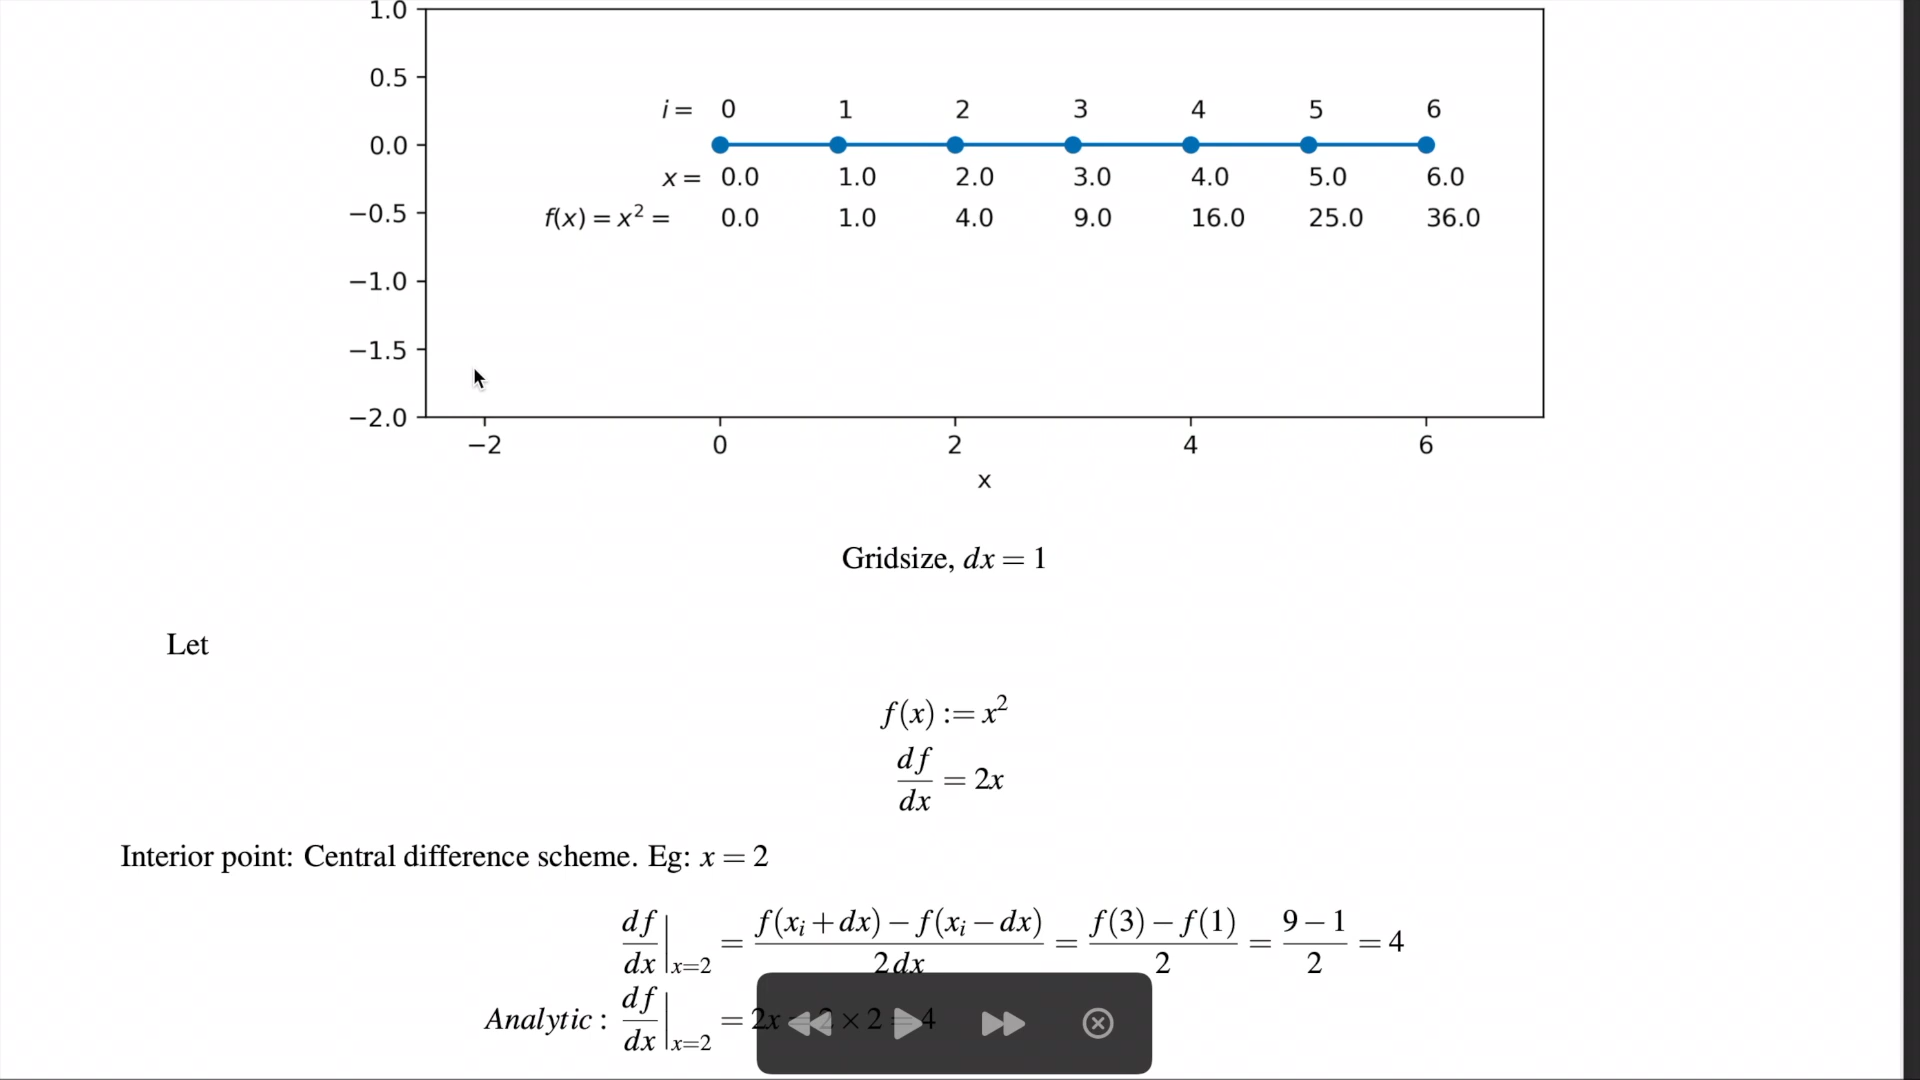 1.0
0.5
i = 0 1 2 3 4 5 6
0.0
x = 0.0 1.0 2.0 3.0 4.0 5.0 6.0
−0.5
f(x) = x² = 0.0 1.0 4.0 9.0 16.0 25.0 36.0
−1.0
−1.5
−2.0
−2 0 2 4 6
x
Gridsize, dx = 1
Let
f(x) := x²
df/dx = 2x
Interior point: Central difference scheme. Eg: x = 2
df/dx|x=2 = (f(xᵢ + dx) − f(xᵢ − dx))/(2dx) = (f(3) − f(1))/2 = (9 − 1)/2 = 4
Analytic : df/dx|x=2 = 2x = 2 × 2 = 4